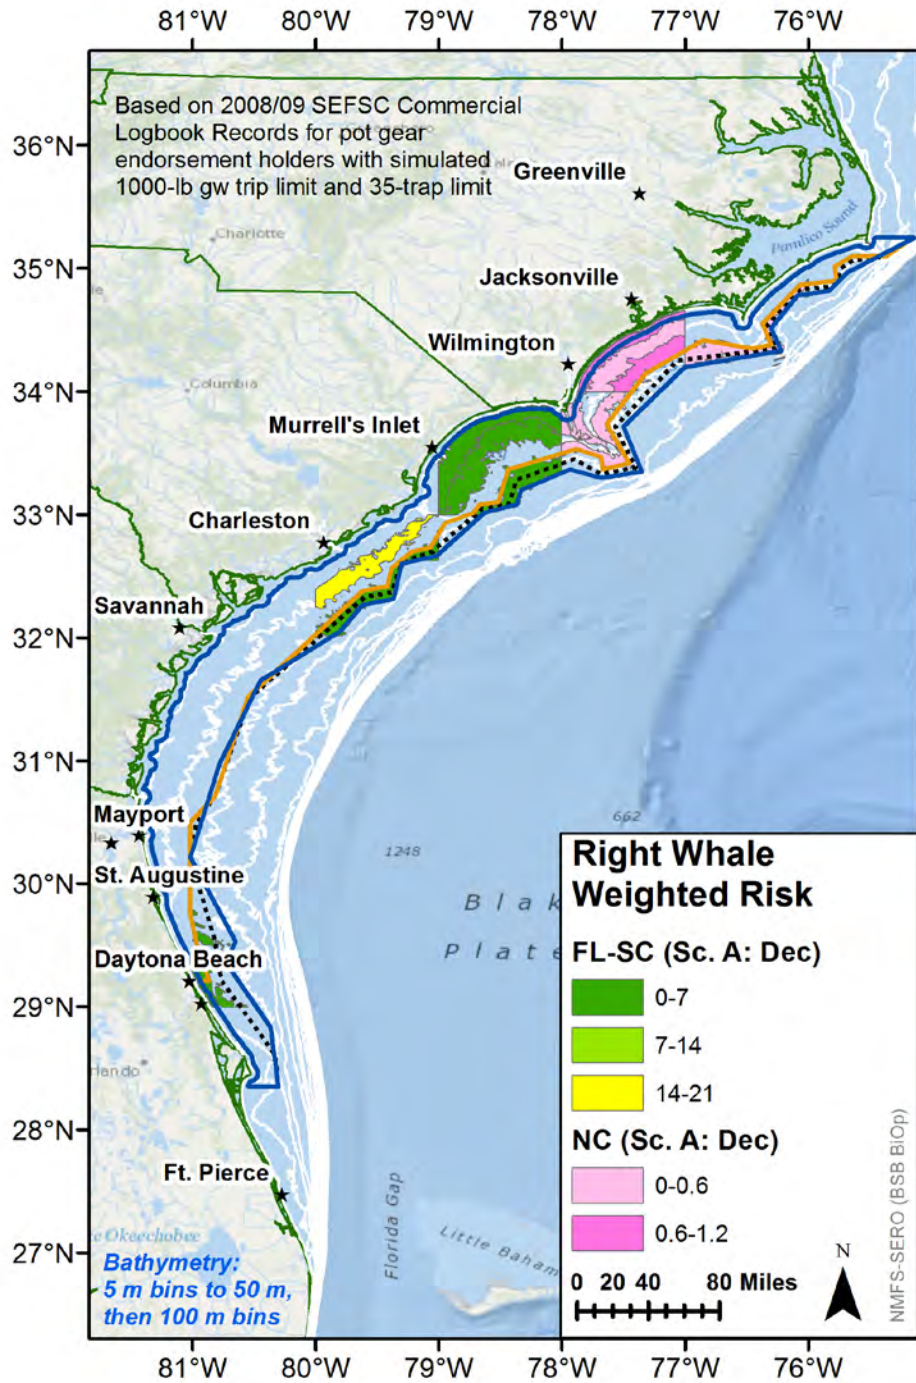 81°W 80°W 79°W 78°W 77°W 76°W
36°N
35°N
34°N
33°N
32°N
31°N
30°N
29°N
28°N
27°N
Based on 2008/09 SEFSC Commercial
Logbook Records for pot gear
endorsement holders with simulated
1000-lb gw trip limit and 35-trap limit
Greenville
Charlotte
Pamlico Sound
Jacksonville
Wilmington
Columbia
Murrell's Inlet
Charleston
Savannah
Mayport
St. Augustine
Daytona Beach
Ft. Pierce
1248
662
Blak
Plate
rlando
e Okeechobee
Florida Gap
Little Baham
Bathymetry:
5 m bins to 50 m,
then 100 m bins
Right Whale
Weighted Risk
FL-SC (Sc. A: Dec)
0-7
7-14
14-21
NC (Sc. A: Dec)
0-0.6
0.6-1.2
0 20 40 80 Miles
N
NMFS-SERO (BSB BiOp)
81°W 80°W 79°W 78°W 77°W 76°W